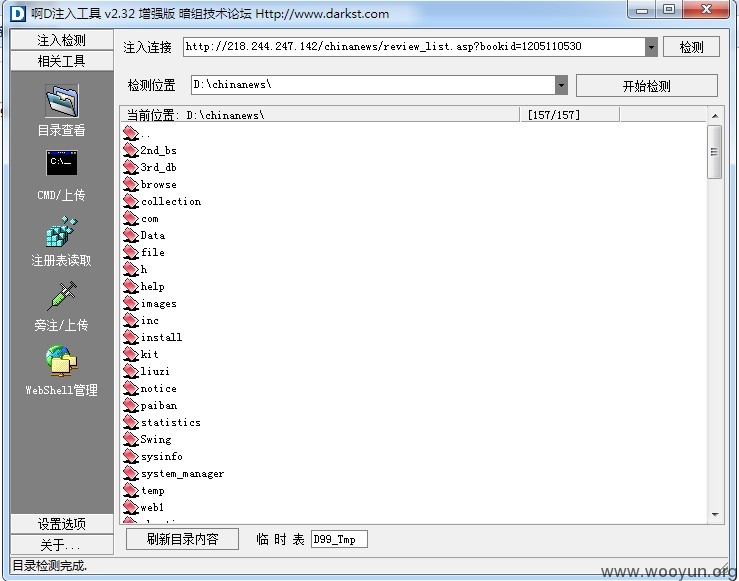 啊D注入工具 v2.32 增强版 暗组技术论坛 Http://www.darkst.com
注入检测
相关工具
目录查看
C:\_
CMD/上传
注册表读取
旁注/上传
WebShell管理
设置选项
关于...
注入连接 http://218.244.247.142/chinanews/review_list.asp?bookid=1205110530 检测
检测位置 D:\chinanews\ 开始检测
当前位置: D:\chinanews\ [157/157]
..
2nd_bs
3rd_db
browse
collection
com
Data
file
h
help
images
inc
install
kit
liuzi
notice
paiban
statistics
Swing
sysinfo
system_manager
temp
web1
刷新目录内容 临 时 表 D99_Tmp
目录检测完成.
www.wooyun.org